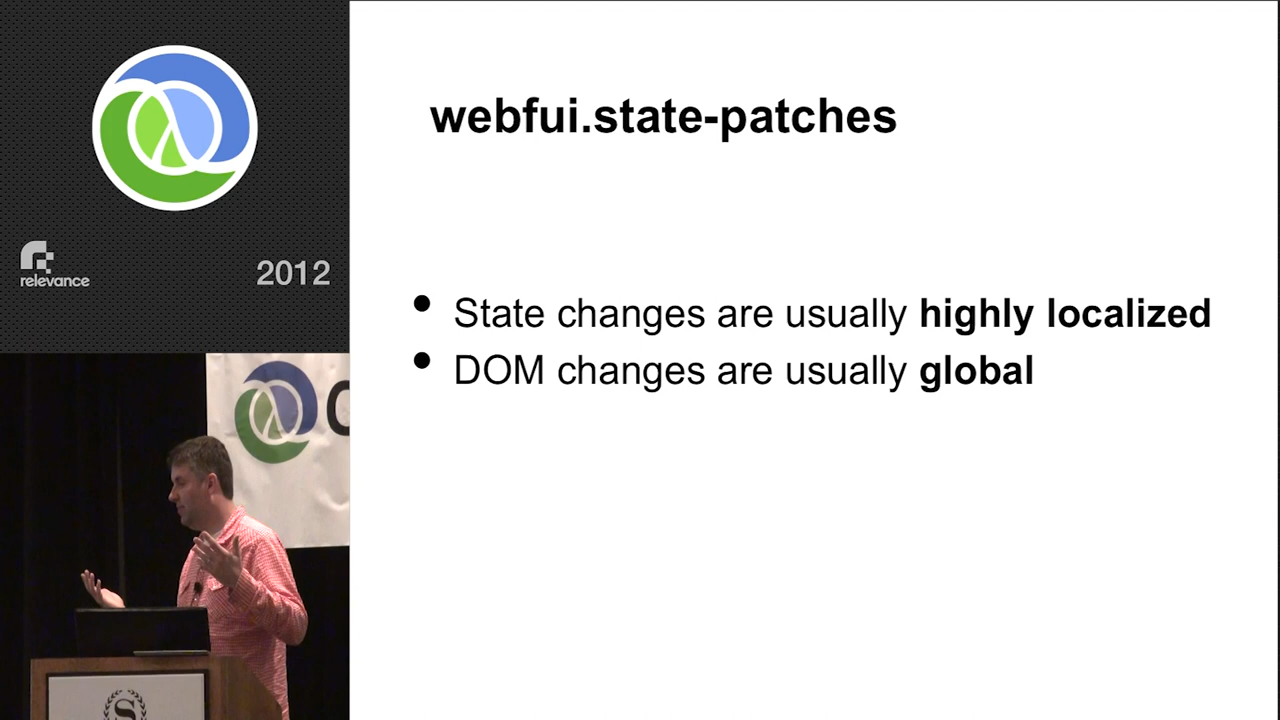 relevance
2012
webfui.state-patches
• State changes are usually highly localized
• DOM changes are usually global
C
S